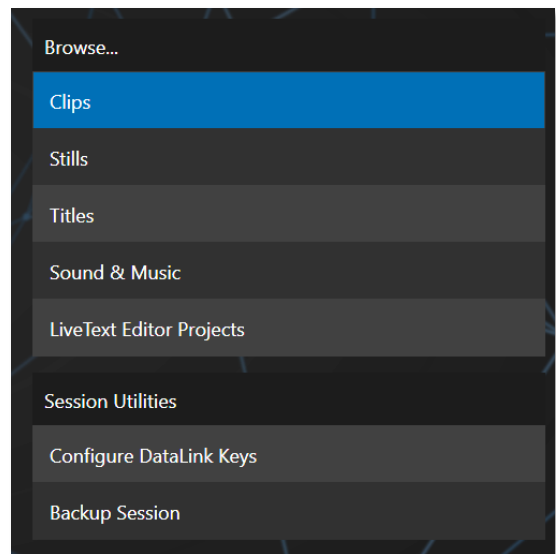 Browse...
Clips
Stills
Titles
Sound & Music
LiveText Editor Projects
Session Utilities
Configure DataLink Keys
Backup Session